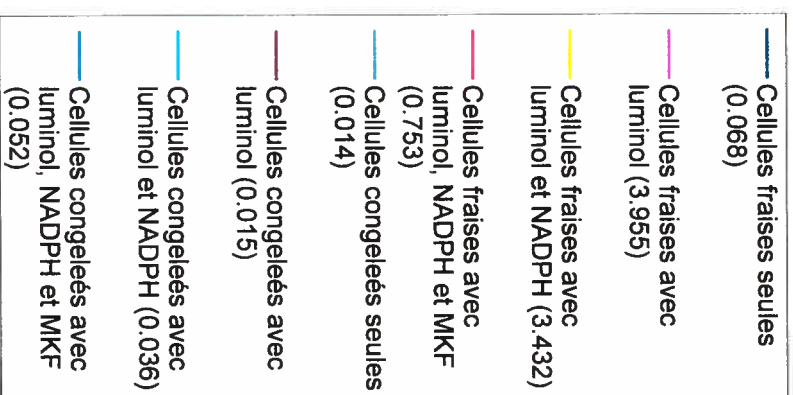 Cellules fraises seules
(0.068)
Cellules fraises avec
luminol (3.955)
Cellules fraises avec
luminol et NADPH (3.432)
Cellules fraises avec
luminol, NADPH et MKF
(0.753)
Cellules congeleés seules
(0.014)
Cellules congeleés avec
luminol (0.015)
Cellules congeleés avec
luminol et NADPH (0.036)
Cellules congeleés avec
luminol, NADPH et MKF
(0.052)